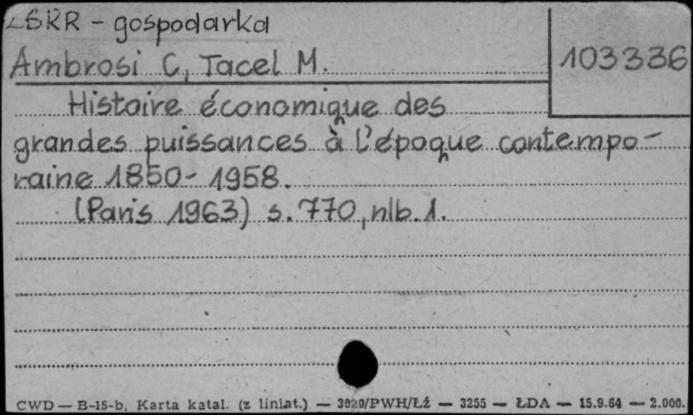 ZSRR - gospodarka
103336
Ambrosi C, Tacel M.
Histoire économique des
grandes puissances à l'époque contempo-
raine 1850-1958.
(Paris 1963) s. 770, nlb. 1.
CWD — B-15-b, Karta katal. (z liniat.) — 3020/PWH/Łź — 3255 — ŁDA — 15.9.64 — 2.000.